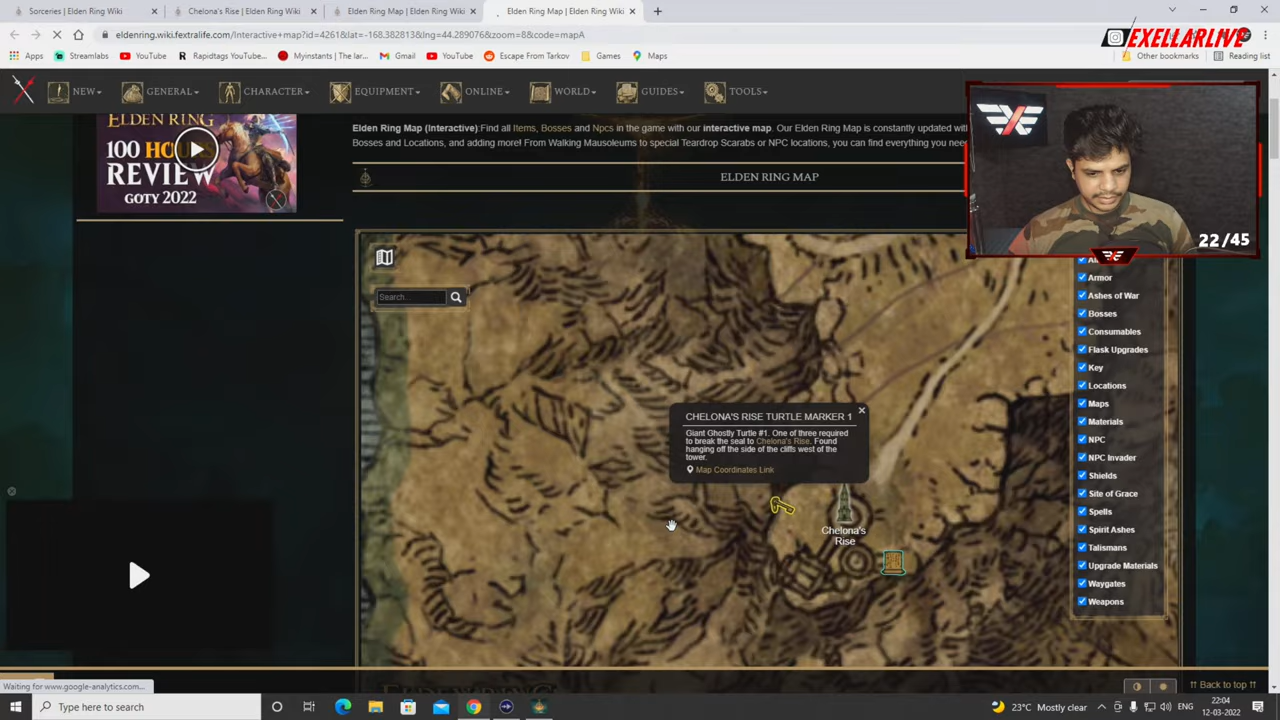 Sorceries | Elden Ring Wiki
Chelona's Rise | Elden Ring Wiki
Elden Ring Map | Elden Ring Wiki
Elden Ring Map | Elden Ring Wiki
eldenring.wiki.fextralife.com/Interactive+map?id=4261&lat=-168.382813&lng=44.289076&zoom=8&code=mapA
EXELLARLIVE
Apps
Streamlabs
YouTube
Rapidtags YouTube...
Myinstants | The lar...
Gmail
YouTube
Escape From Tarkov
Games
Maps
Other bookmarks
Reading list
NEW
GENERAL
CHARACTER
EQUIPMENT
ONLINE
WORLD
GUIDES
TOOLS
ELDEN RING
100 HO
REVIEW
GOTY 2022
Elden Ring Map (Interactive):Find all Items, Bosses and Npcs in the game with our interactive map. Our Elden Ring Map is constantly updated with
Bosses and Locations, and adding more! From Walking Mausoleums to special Teardrop Scarabs or NPC locations, you can find everything you need
ELDEN RING MAP
22/45
Search...
Armor
Ashes of War
Bosses
Consumables
Flask Upgrades
Key
Locations
Maps
Materials
NPC
NPC Invader
Shields
Site of Grace
Spells
Spirit Ashes
Talismans
Upgrade Materials
Waygates
Weapons
CHELONA'S RISE TURTLE MARKER 1
Giant Ghostly Turtle #1. One of three required
to break the seal to Chelona's Rise. Found
hanging off the side of the cliffs west of the
tower.
Map Coordinates Link
Chelona's
Rise
Waiting for www.google-analytics.com...
Back to top
Type here to search
23°C Mostly clear
ENG
22:04
12-03-2022